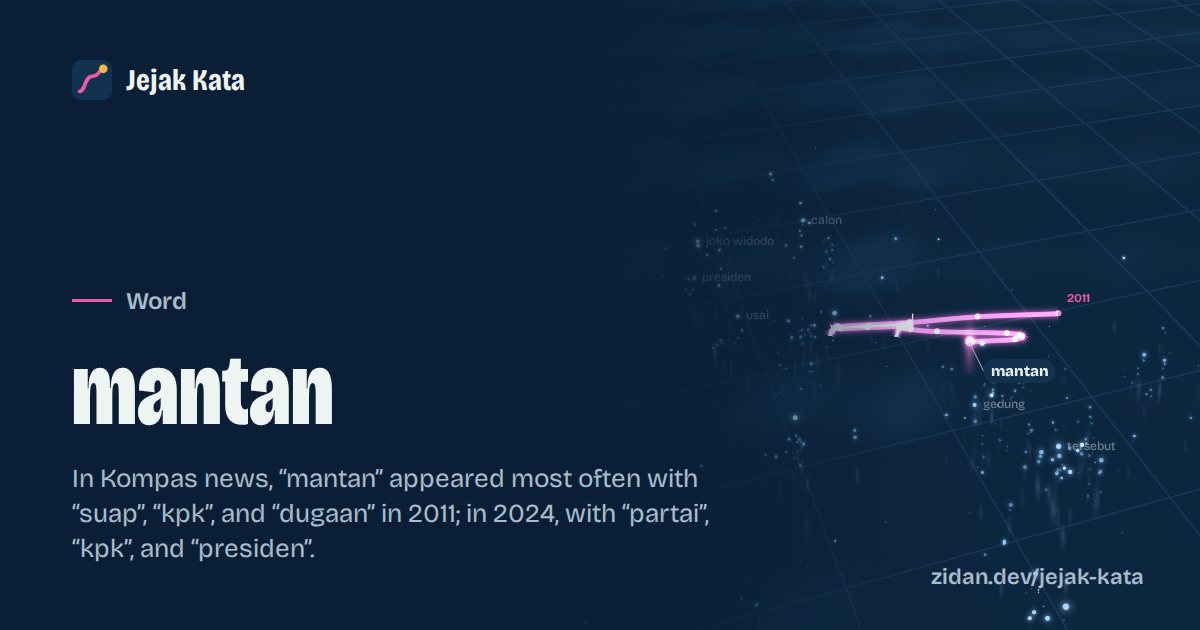 Jejak Kata
calon
joko widodo
presiden
2011
usai
Word
mantan
mantan
gedung
tersebut
In Kompas news, “mantan” appeared most often with
“suap”, “kpk”, and “dugaan” in 2011; in 2024, with “partai”,
“kpk”, and “presiden”.
zidan.dev/jejak-kata